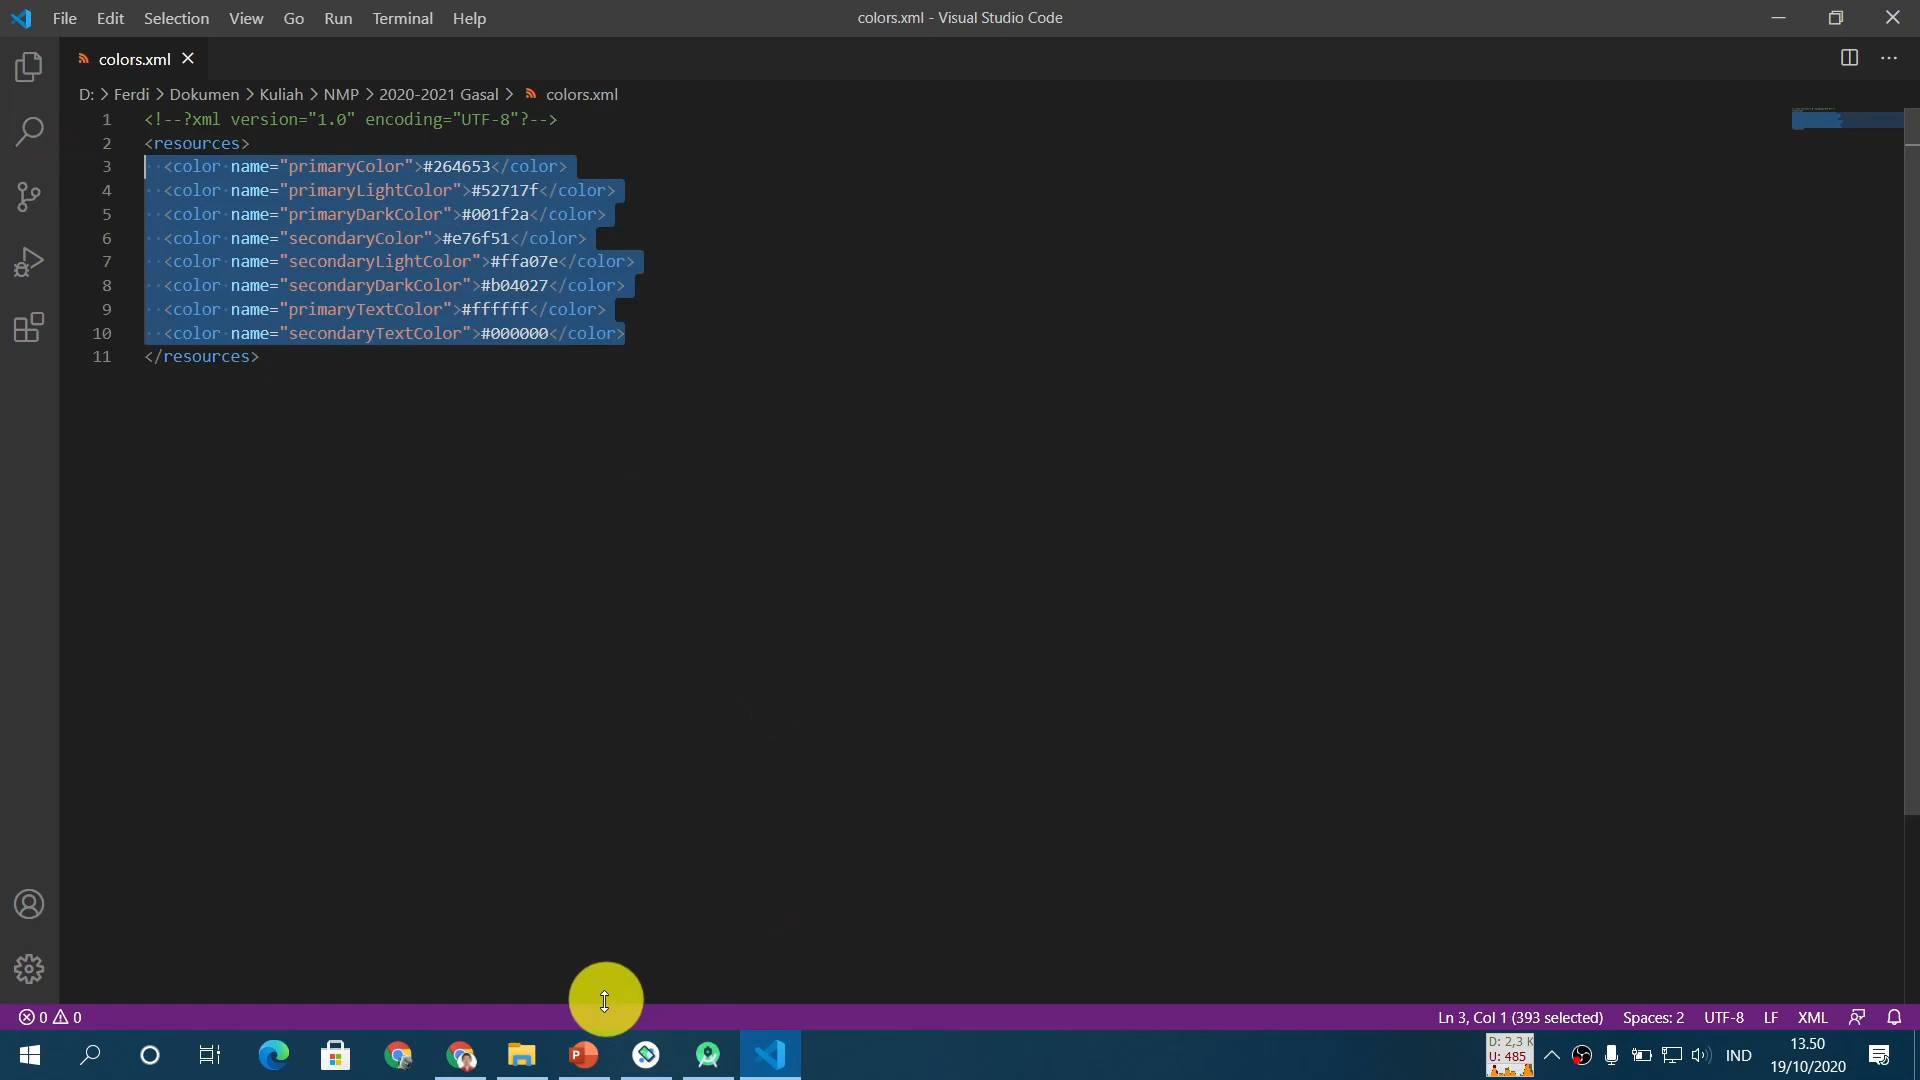 File Edit Selection View Go Run Terminal Help
colors.xml - Visual Studio Code
colors.xml
D: > Ferdi > Dokumen > Kuliah > NMP > 2020-2021 Gasal > colors.xml
1 <!--?xml version="1.0" encoding="UTF-8"?-->
2 <resources>
3 <color name="primaryColor">#264653</color>
4 <color name="primaryLightColor">#52717f</color>
5 <color name="primaryDarkColor">#001f2a</color>
6 <color name="secondaryColor">#e76f51</color>
7 <color name="secondaryLightColor">#ffa07e</color>
8 <color name="secondaryDarkColor">#b04027</color>
9 <color name="primaryTextColor">#ffffff</color>
10 <color name="secondaryTextColor">#000000</color>
11 </resources>
0 0
Ln 3, Col 1 (393 selected) Spaces: 2 UTF-8 LF XML
D: 2,3 K
U: 485
IND
13.50
19/10/2020